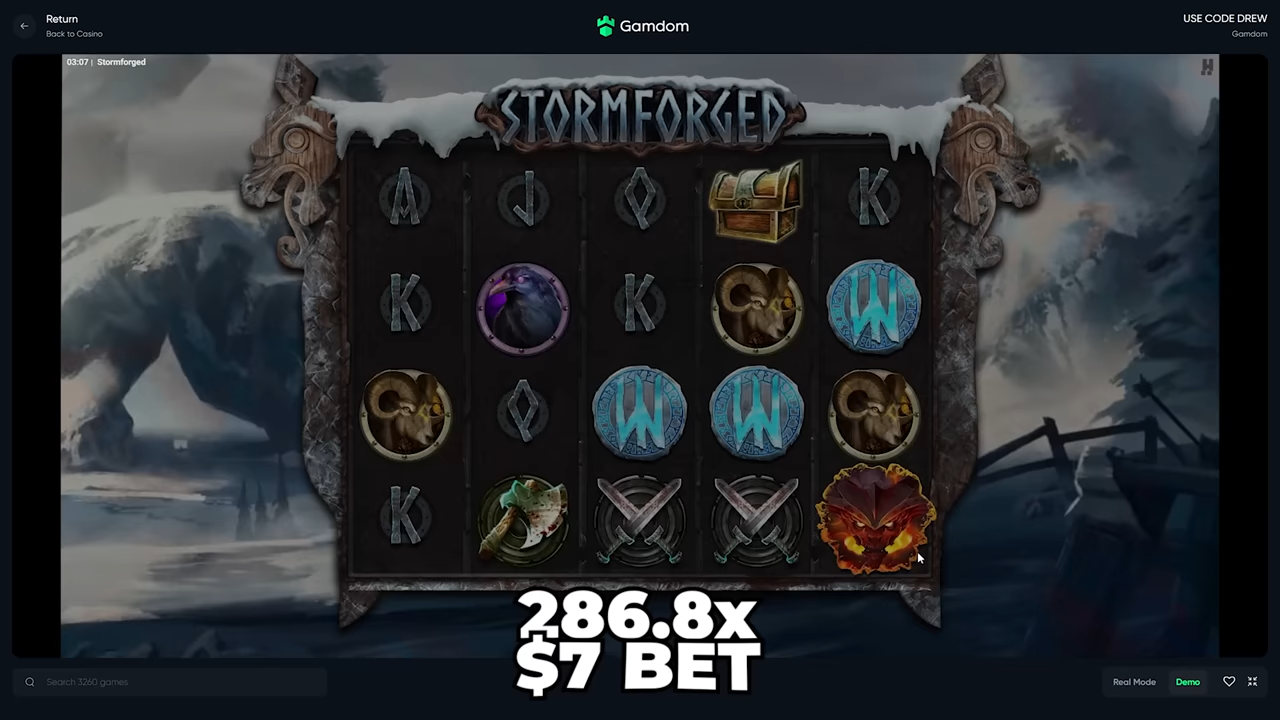 Return
Back to Casino
Gamdom
USE CODE DREW
Gamdom
03:07 | Stormforged
STORMFORGED
A J Q K
K K
Q
K
286.8x
$7 BET
Search 3260 games
Real Mode Demo